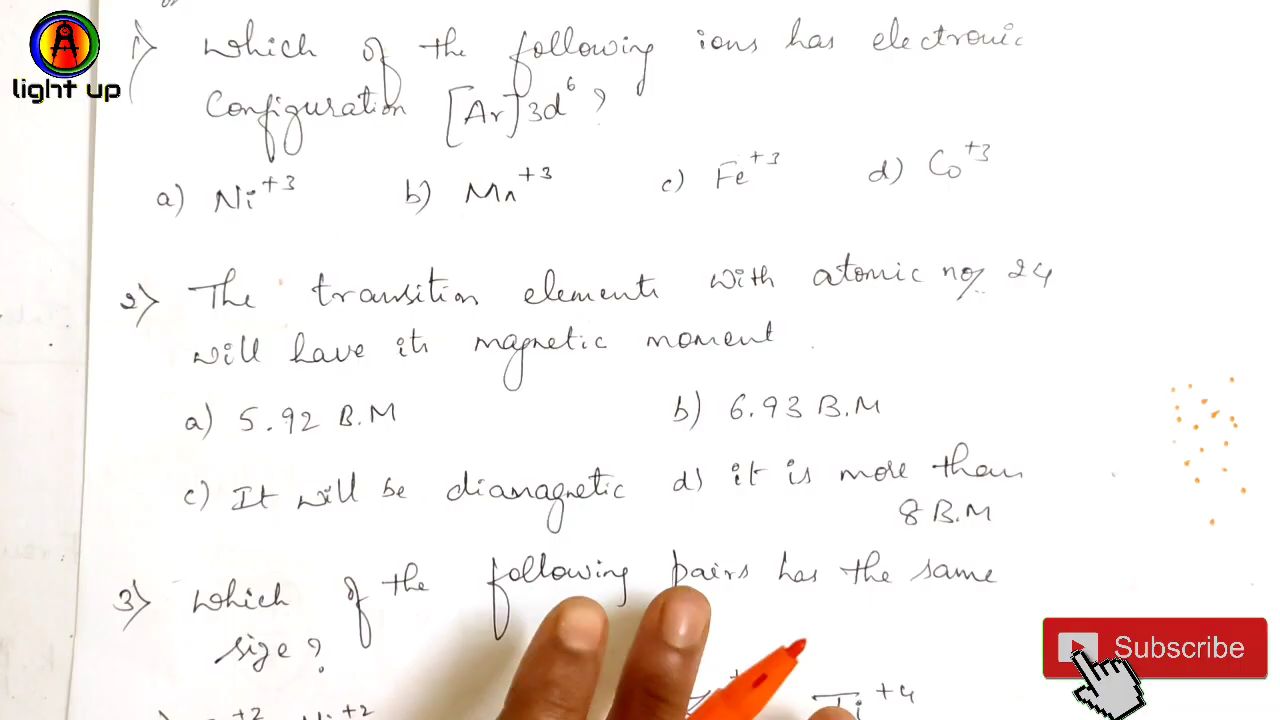 light up
1) Which of the following ions has electronic
Configuration [Ar]3d⁶?
a) Ni⁺³ b) Mn⁺³ c) Fe⁺³ d) Co⁺³
2) The transition elements with atomic no/. 24
will have its magnetic moment
a) 5.92 B.M b) 6.93 B.M
c) It will be diamagnetic d) it is more than
8 B.M
3) Which of the following pairs has the same
size?
Ti⁺⁴
Subscribe